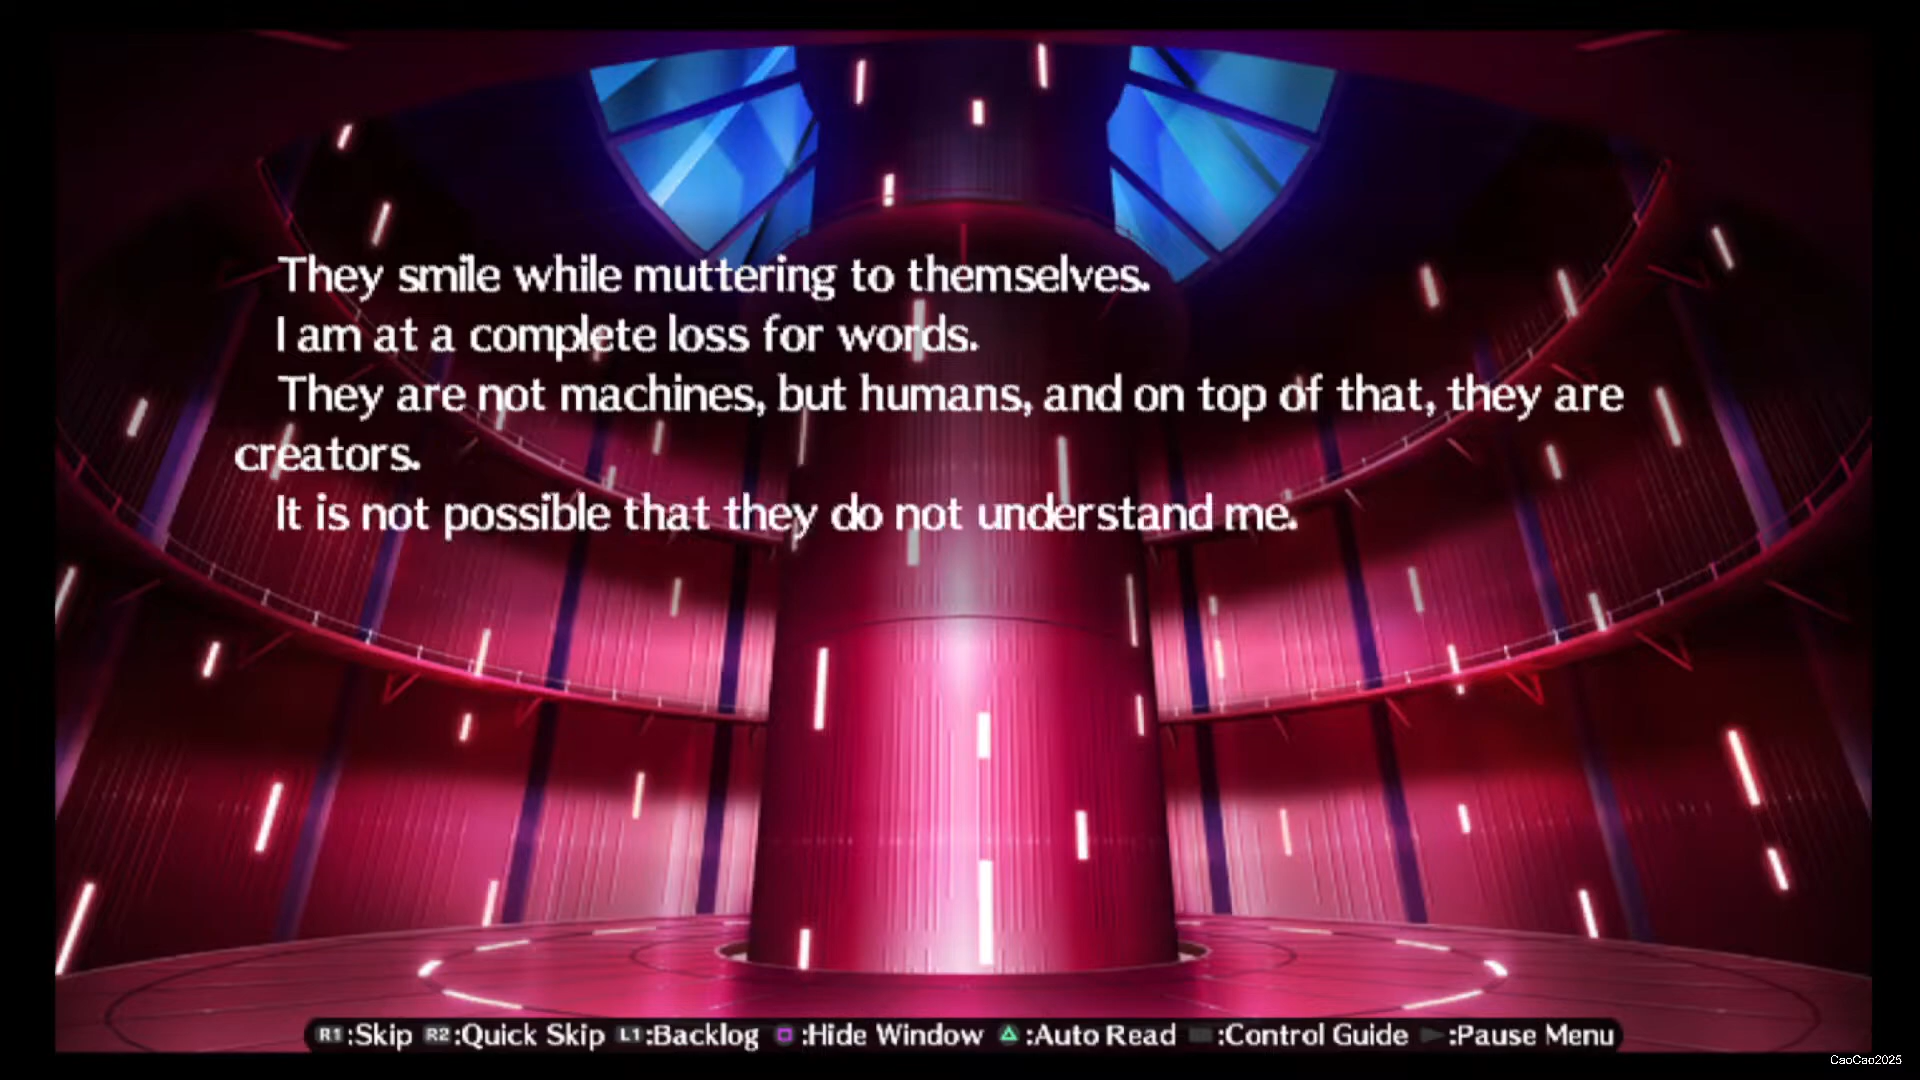 They smile while muttering to themselves.
I am at a complete loss for words.
They are not machines, but humans, and on top of that, they are
creators.
It is not possible that they do not understand me.
R1:Skip R2:Quick Skip L1:Backlog :Hide Window :Auto Read :Control Guide :Pause Menu
CaoCao2025